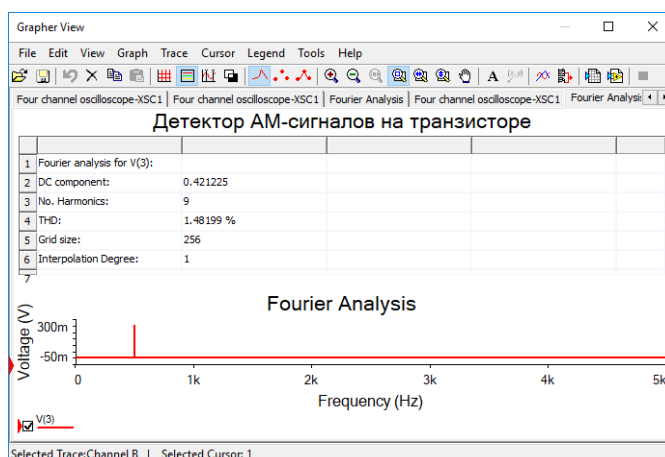 Grapher View
File Edit View Graph Trace Cursor Legend Tools Help
Four channel oscilloscope-XSC1 Four channel oscilloscope-XSC1 Fourier Analysis Four channel oscilloscope-XSC1 Fourier Analysis
Детектор АМ-сигналов на транзисторе
1 Fourier analysis for V(3):
2 DC component: 0.421225
3 No. Harmonics: 9
4 THD: 1.48199 %
5 Grid size: 256
6 Interpolation Degree: 1
7
Fourier Analysis
Voltage (V)
300m
-50m
0 1k 2k 3k 4k 5k
Frequency (Hz)
V(3)
Selected Trace:Channel B | Selected Cursor: 1